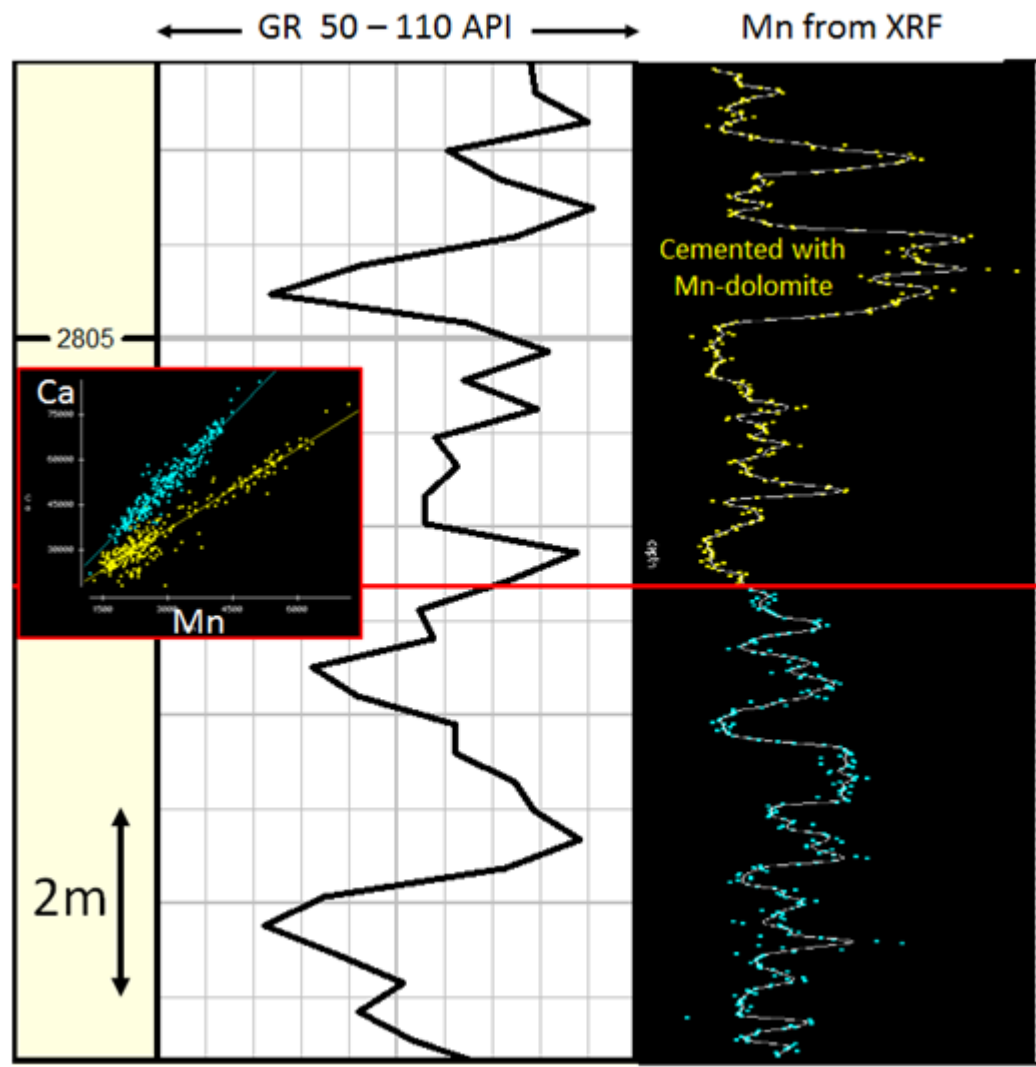 GR 50 – 110 API
Mn from XRF
Cemented with
Mn-dolomite
2805
Ca
75000
60000
45000
30000
1500
3000
4500
6000
Mn
2m